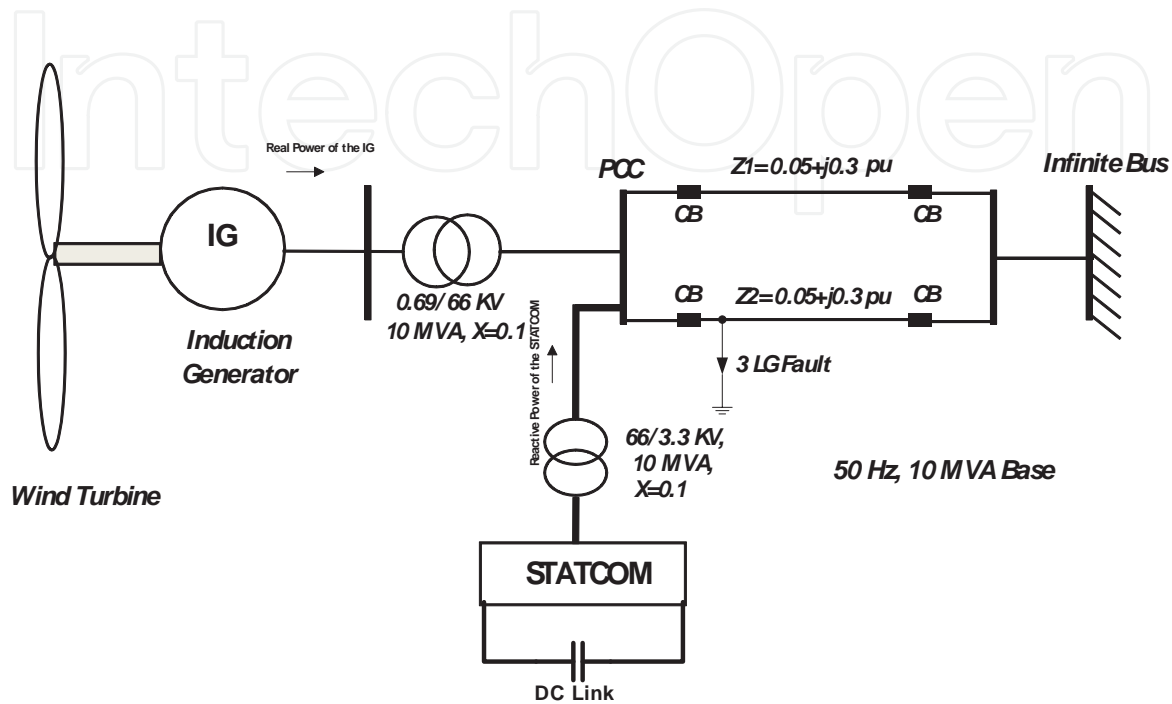 IntechOpen
Real Power of the IG
IG
Induction
Generator
Wind Turbine
0.69/ 66 KV
10 MVA, X=0.1
PCC
Z1=0.05+j0.3 pu
CB
CB
Infinite Bus
CB
Z2=0.05+j0.3 pu
CB
3 LG Fault
Reactive Power of the STATCOM
66/3.3 KV,
10 MVA,
X=0.1
50 Hz, 10 MVA Base
STATCOM
DC Link